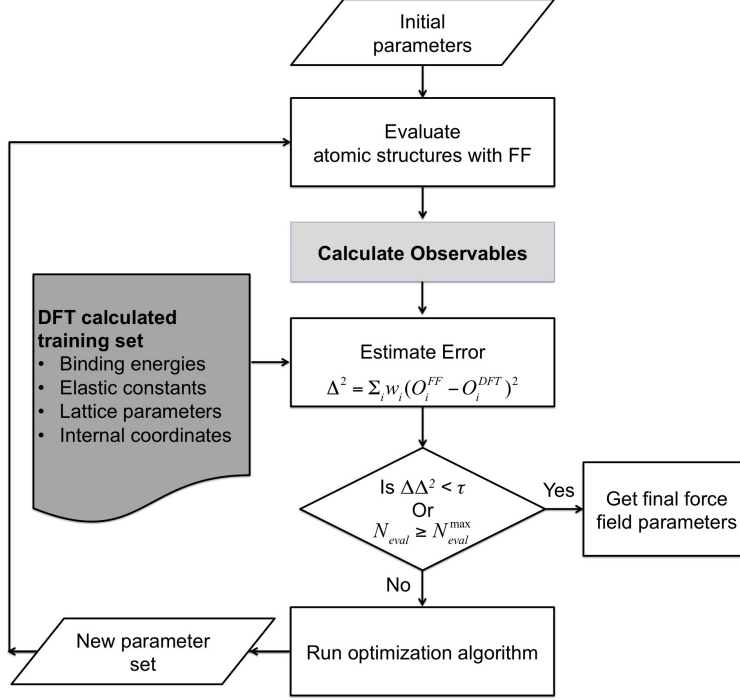 Initial
parameters
Evaluate
atomic structures with FF
Calculate Observables
DFT calculated
training set
• Binding energies
• Elastic constants
• Lattice parameters
• Internal coordinates
Estimate Error
Δ² = Σᵢwᵢ(Oᵢ^FF − Oᵢ^DFT)²
Is ΔΔ² < τ
Or
N_eval ≥ N_eval^max
Yes
Get final force
field parameters
No
Run optimization algorithm
New parameter
set